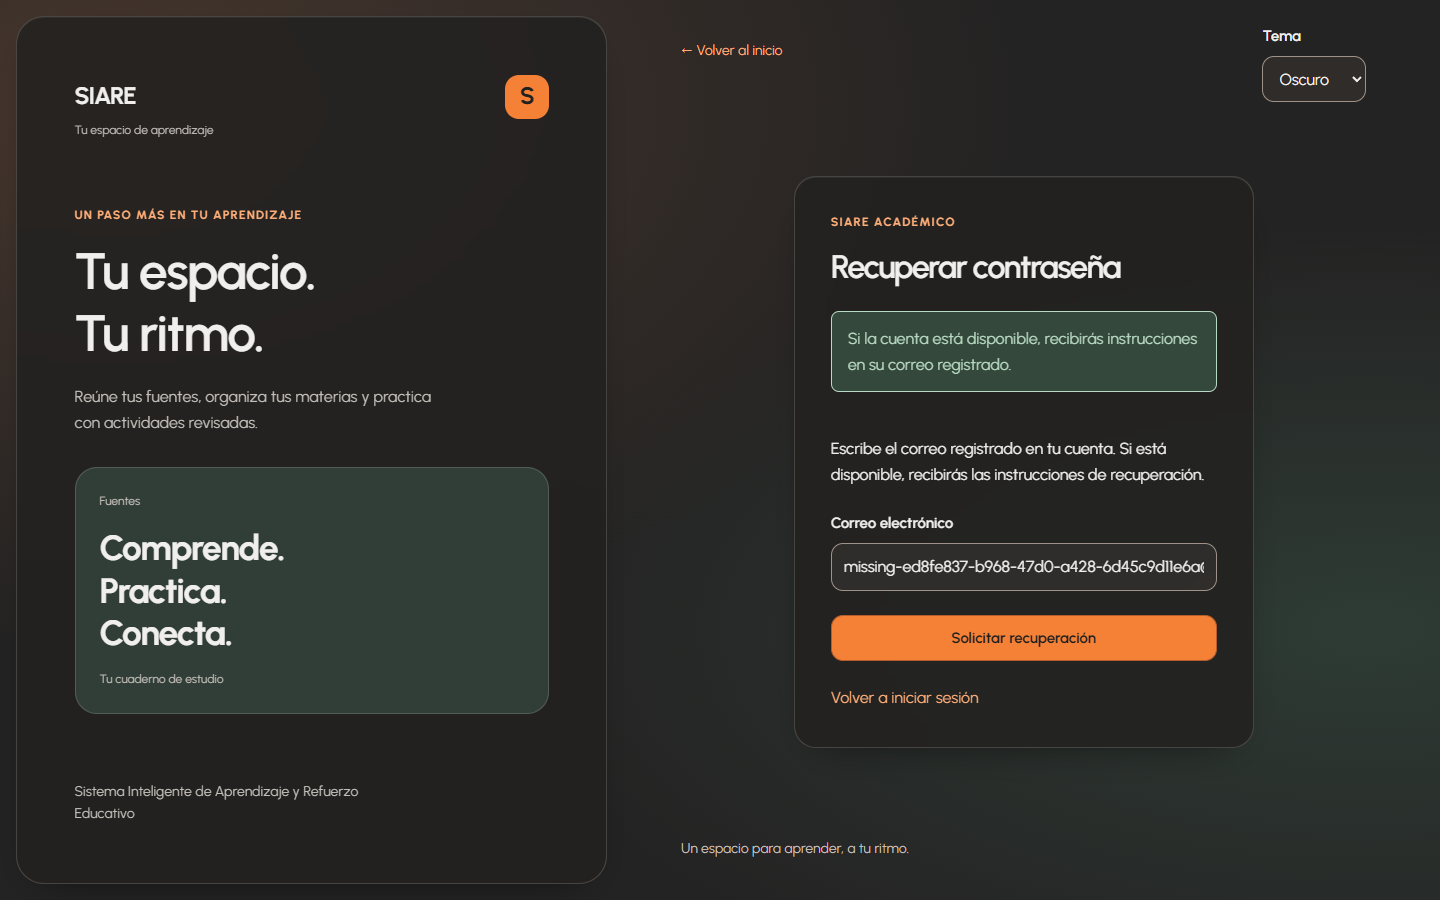 SIARE
S
Tu espacio de aprendizaje
UN PASO MÁS EN TU APRENDIZAJE
Tu espacio.
Tu ritmo.
Reúne tus fuentes, organiza tus materias y practica
con actividades revisadas.
Fuentes
Comprende.
Practica.
Conecta.
Tu cuaderno de estudio
Sistema Inteligente de Aprendizaje y Refuerzo
Educativo
← Volver al inicio
Tema
Oscuro
SIARE ACADÉMICO
Recuperar contraseña
Si la cuenta está disponible, recibirás instrucciones
en su correo registrado.
Escribe el correo registrado en tu cuenta. Si está
disponible, recibirás las instrucciones de recuperación.
Correo electrónico
missing-ed8fe837-b968-47d0-a428-6d45c9d11e6a
Solicitar recuperación
Volver a iniciar sesión
Un espacio para aprender, a tu ritmo.